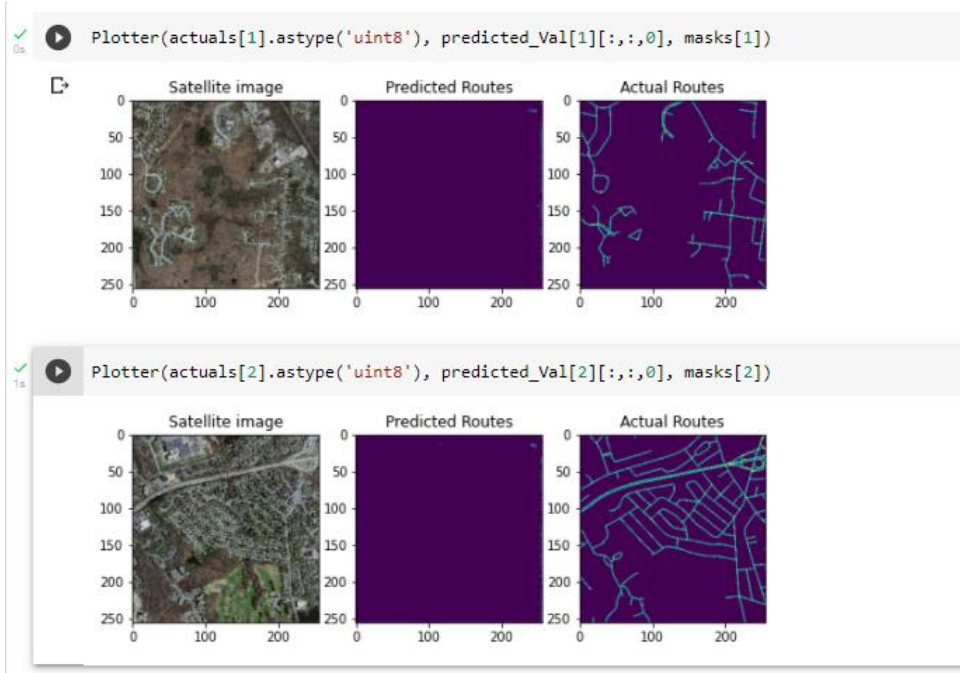 0s
Plotter(actuals[1].astype('uint8'), predicted_Val[1][:,:,0], masks[1])
Satellite image Predicted Routes Actual Routes
0 0 0
50 50 50
100 100 100
150 150 150
200 200 200
250 250 250
0 100 200 0 100 200 0 100 200
1s
Plotter(actuals[2].astype('uint8'), predicted_Val[2][:,:,0], masks[2])
Satellite image Predicted Routes Actual Routes
0 0 0
50 50 50
100 100 100
150 150 150
200 200 200
250 250 250
0 100 200 0 100 200 0 100 200